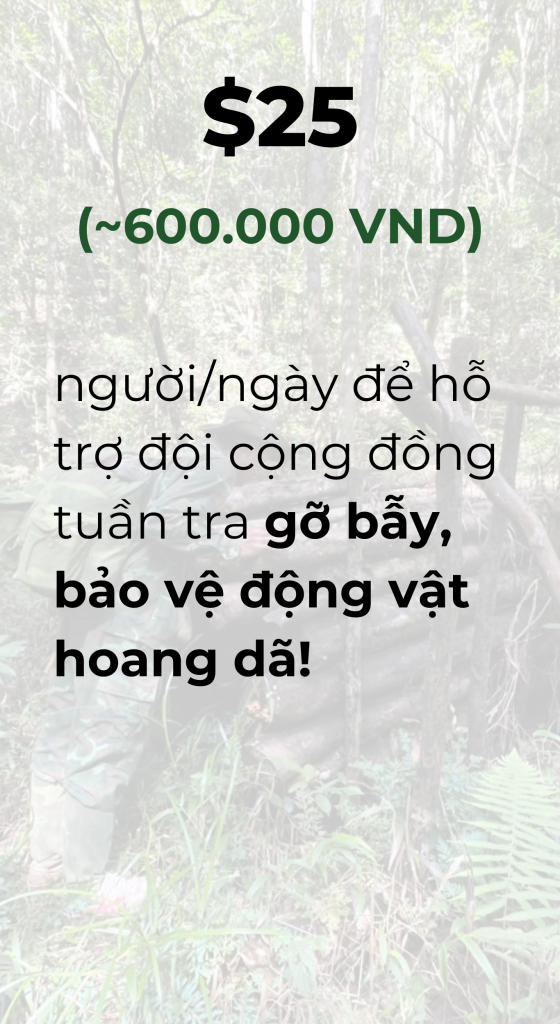 $25
(~600.000 VND)
người/ngày để hỗ
trợ đội cộng đồng
tuần tra gỡ bẫy,
bảo vệ động vật
hoang dã!